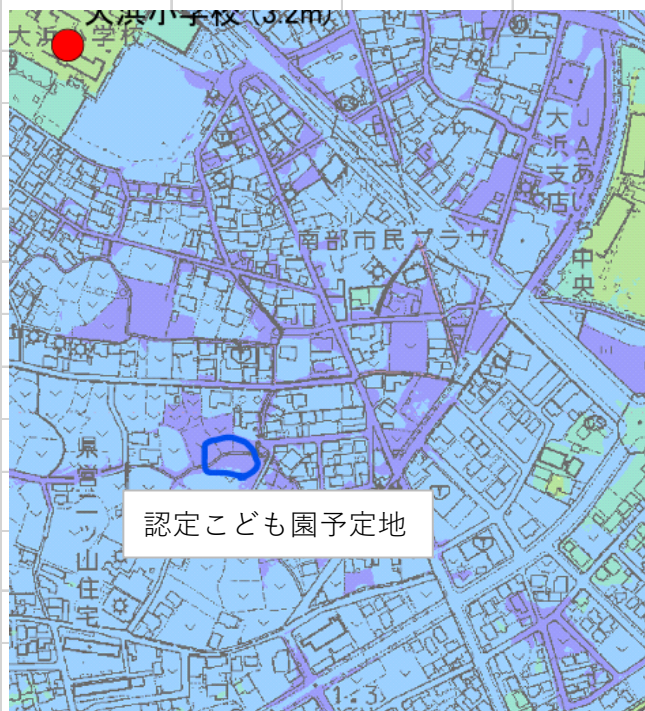 大浜小学校 (3.2m)
大浜小学校
JAあいち中央
大浜支店
南部市民プラザ
県営二ツ山住宅
認定こども園予定地
1.3